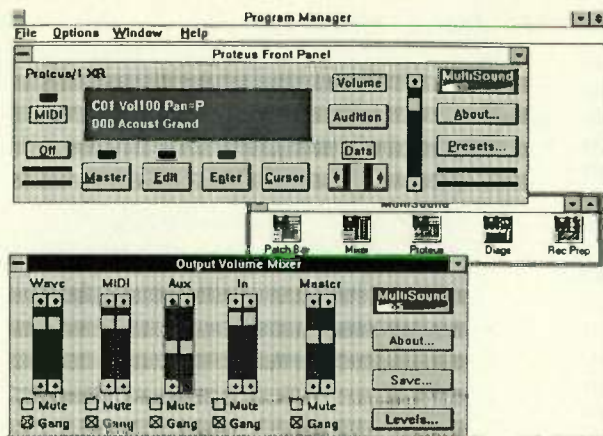 Program Manager
File Options Window Help
Proteus Front Panel
Proteus/1 XR
MIDI
Off
C01 Vol100 Pan=P
000 Acoust Grand
Master Edit Enter Cursor
Volume
Audition
Data
MultiSound
About...
Presets...
MultiSound
Patch Bay Mixer Proteus Diags Rec Prep
Output Volume Mixer
Wave MIDI Aux In Master
Mute Mute Mute Mute Mute
Gang Gang Gang Gang Gang
MultiSound
About...
Save...
Levels...